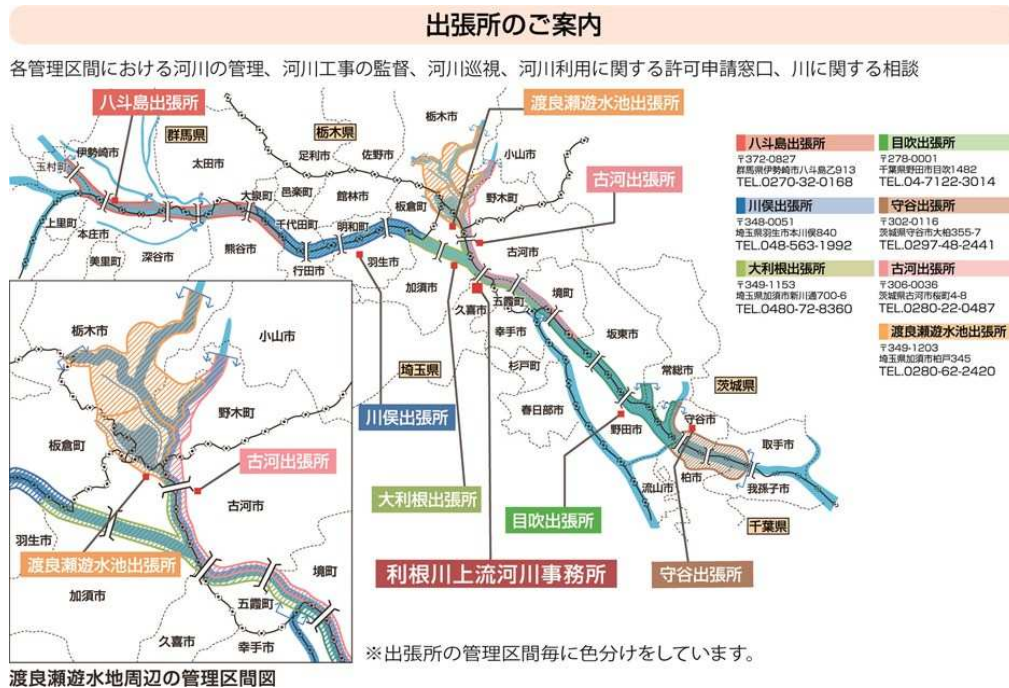 出張所のご案内
各管理区間における河川の管理、河川工事の監督、河川巡視、河川利用に関する許可申請窓口、川に関する相談
八斗島出張所
渡良瀬遊水池出張所
群馬県
栃木県
栃木市
伊勢崎市
玉村町
太田市
足利市
佐野市
小山市
古河出張所
大泉町
邑楽町
館林市
板倉町
野木町
上里町
本庄市
千代田町
明和町
美里町
深谷市
熊谷市
行田市
羽生市
古河市
加須市
久喜市
五霞町
境町
幸手市
坂東市
杉戸町
埼玉県
常総市
茨城県
春日部市
野田市
守谷市
取手市
流山市
柏市
我孫子市
千葉県
川俣出張所
大利根出張所
目吹出張所
利根川上流河川事務所
守谷出張所
八斗島出張所
〒372-0827
群馬県伊勢崎市八斗島乙913
TEL.0270-32-0168
川俣出張所
〒348-0051
埼玉県羽生市本川俣840
TEL.048-563-1992
大利根出張所
〒349-1153
埼玉県加須市新川通700-6
TEL.0480-72-8360
目吹出張所
〒278-0001
千葉県野田市目吹1482
TEL.04-7122-3014
守谷出張所
〒302-0116
茨城県守谷市大柏355-7
TEL.0297-48-2441
古河出張所
〒306-0036
茨城県古河市桜町4-8
TEL.0280-22-0487
渡良瀬遊水池出張所
〒349-1203
埼玉県加須市柏戸345
TEL.0280-62-2420
栃木市
小山市
野木町
板倉町
古河出張所
古河市
羽生市
渡良瀬遊水池出張所
境町
加須市
五霞町
久喜市
幸手市
※出張所の管理区間毎に色分けをしています。
渡良瀬遊水地周辺の管理区間図